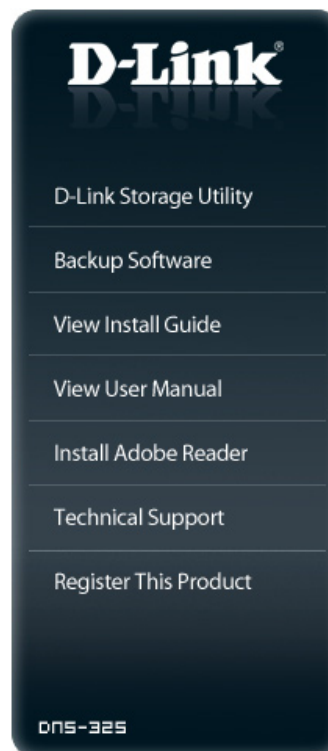 D-Link®
D-Link Storage Utility
Backup Software
View Install Guide
View User Manual
Install Adobe Reader
Technical Support
Register This Product
DNS-325